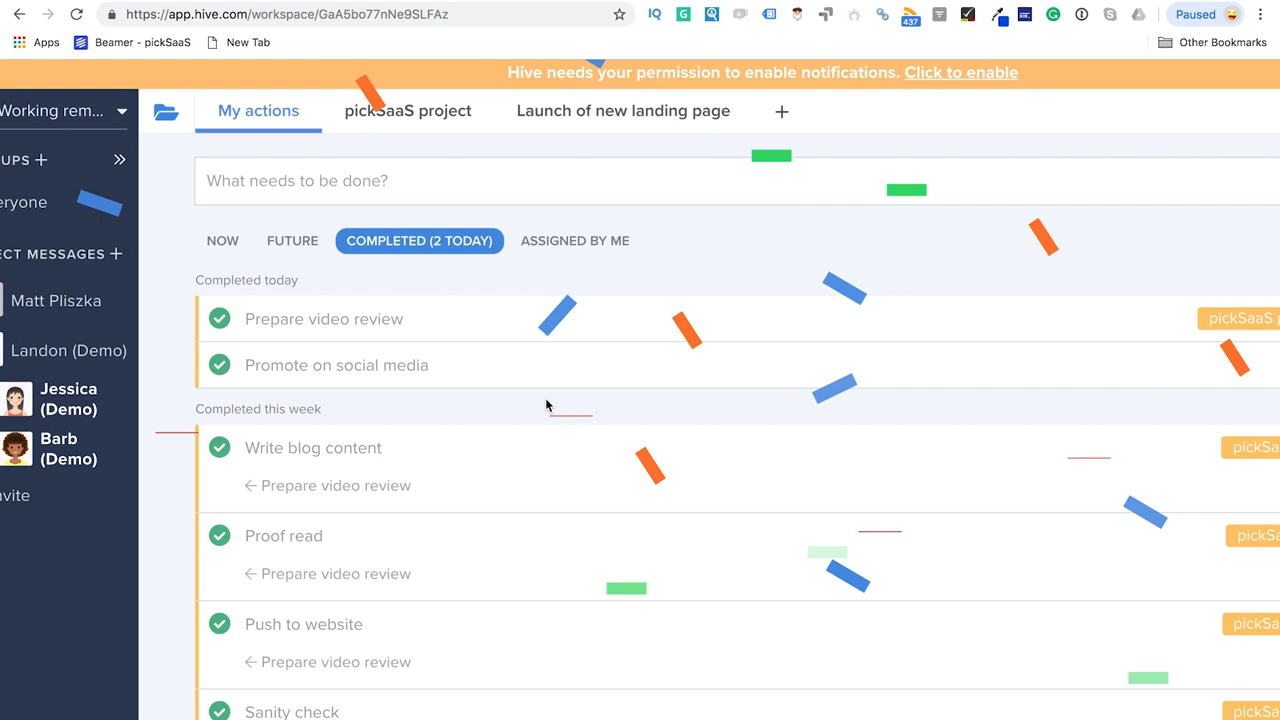 https://app.hive.com/workspace/GaA5bo77nNe9SLFAz
437
Paused
Apps
Beamer - pickSaaS
New Tab
Other Bookmarks
Hive needs your permission to enable notifications. Click to enable
Working rem...
My actions
pickSaaS project
Launch of new landing page
UPS
eryone
ECT MESSAGES
Matt Pliszka
Landon (Demo)
Jessica
(Demo)
Barb
(Demo)
nvite
What needs to be done?
NOW
FUTURE
COMPLETED (2 TODAY)
ASSIGNED BY ME
Completed today
Prepare video review
pickSaaS p
Promote on social media
Completed this week
Write blog content
pickSa
← Prepare video review
Proof read
pickSa
← Prepare video review
Push to website
pickSa
← Prepare video review
Sanity check
pickSa